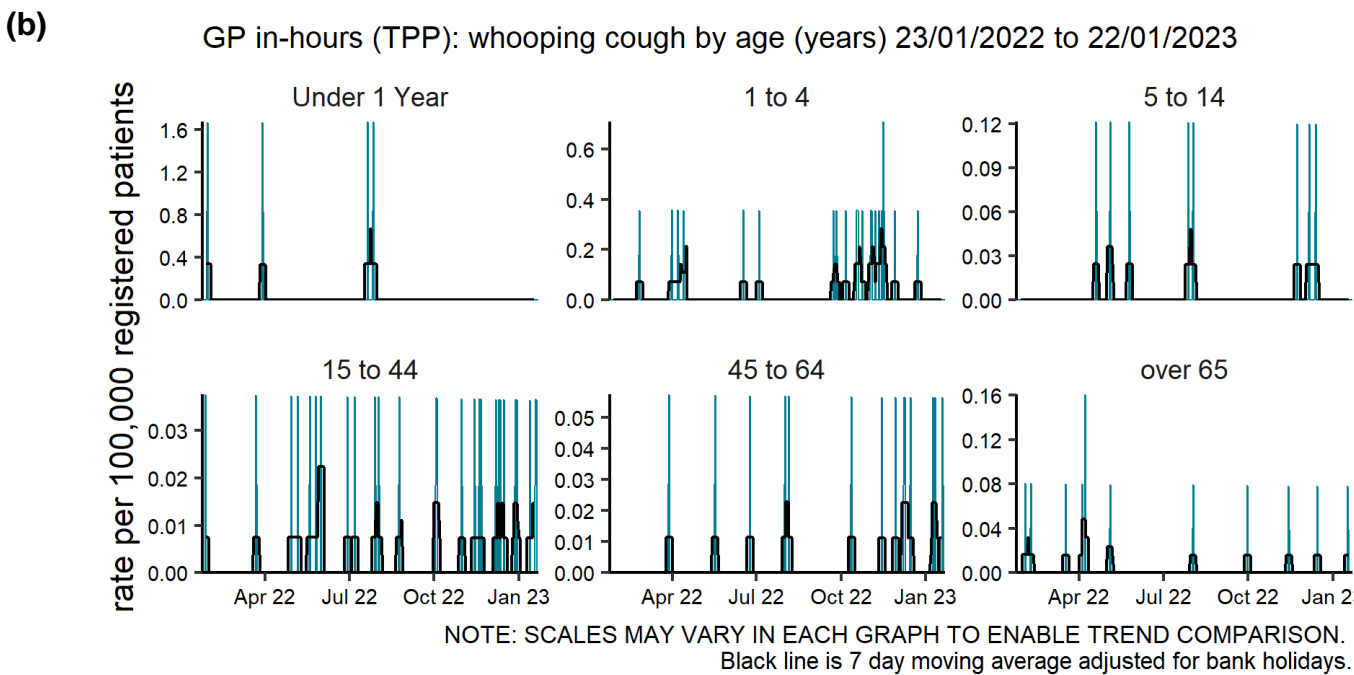 (b)
GP in-hours (TPP): whooping cough by age (years) 23/01/2022 to 22/01/2023
rate per 100,000 registered patients
Under 1 Year
1.6
1.2
0.8
0.4
0.0
1 to 4
0.6
0.4
0.2
0.0
5 to 14
0.12
0.09
0.06
0.03
0.00
15 to 44
0.03
0.02
0.01
0.00
Apr 22 Jul 22 Oct 22 Jan 23
45 to 64
0.05
0.04
0.03
0.02
0.01
0.00
Apr 22 Jul 22 Oct 22 Jan 23
over 65
0.16
0.12
0.08
0.04
0.00
Apr 22 Jul 22 Oct 22 Jan 2
NOTE: SCALES MAY VARY IN EACH GRAPH TO ENABLE TREND COMPARISON.
Black line is 7 day moving average adjusted for bank holidays.